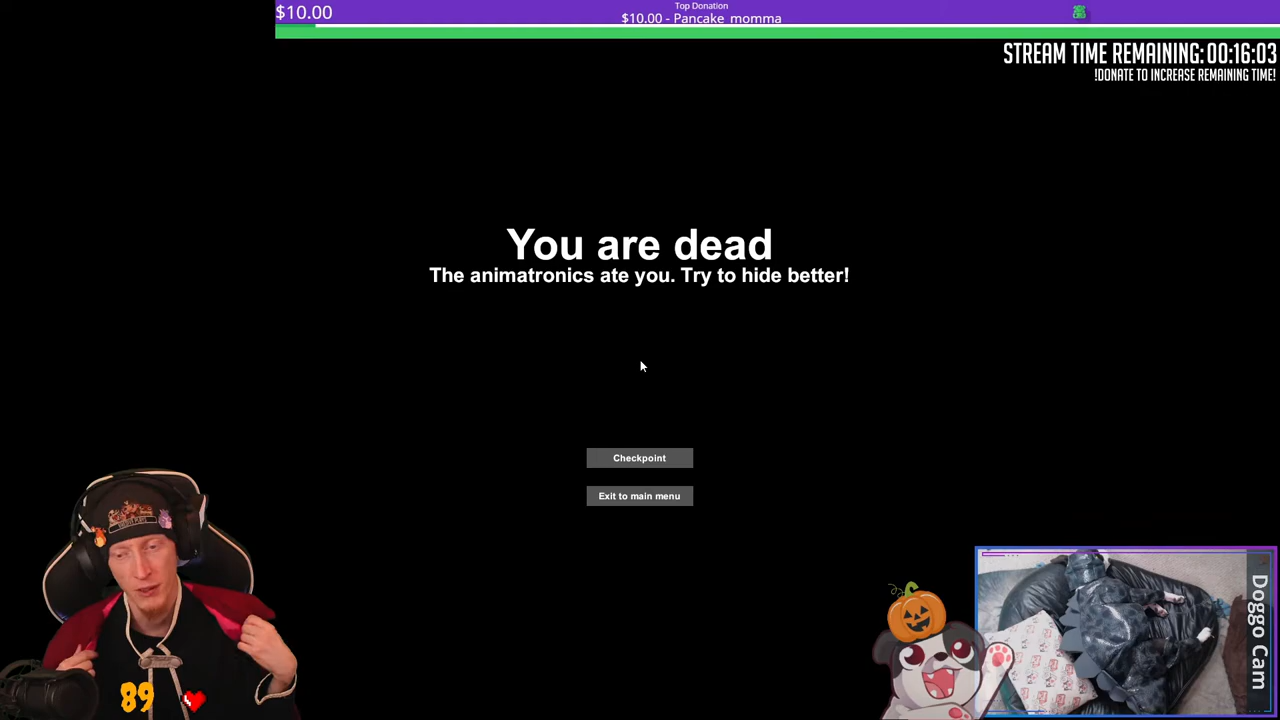 $10.00
Top Donation
$10.00 - Pancake_momma
STREAM TIME REMAINING: 00:16:03
!DONATE TO INCREASE REMAINING TIME!
You are dead
The animatronics ate you. Try to hide better!
Checkpoint
Exit to main menu
89
Doggo Cam